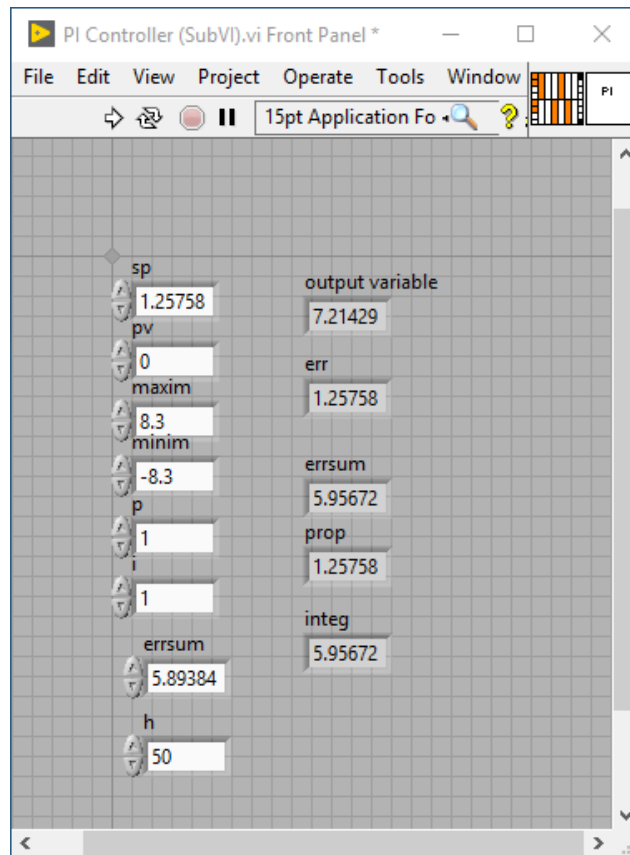 PI Controller (SubVI).vi Front Panel *
File Edit View Project Operate Tools Window
PI
15pt Application Fo
sp
1.25758
pv
0
maxim
8.3
minim
-8.3
p
1
i
1
errsum
5.89384
h
50
output variable
7.21429
err
1.25758
errsum
5.95672
prop
1.25758
integ
5.95672